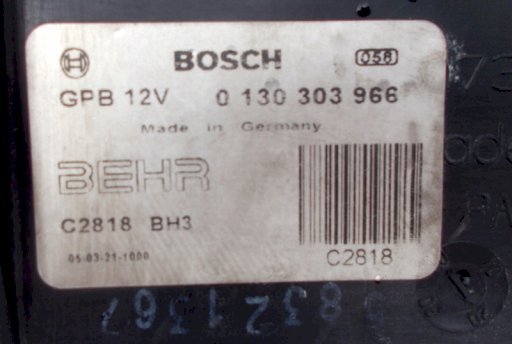 BOSCH 058
GPB 12V 0 130 303 966
Made in Germany
BEHR
C2818 BH3
05-03-21-1000
C2818